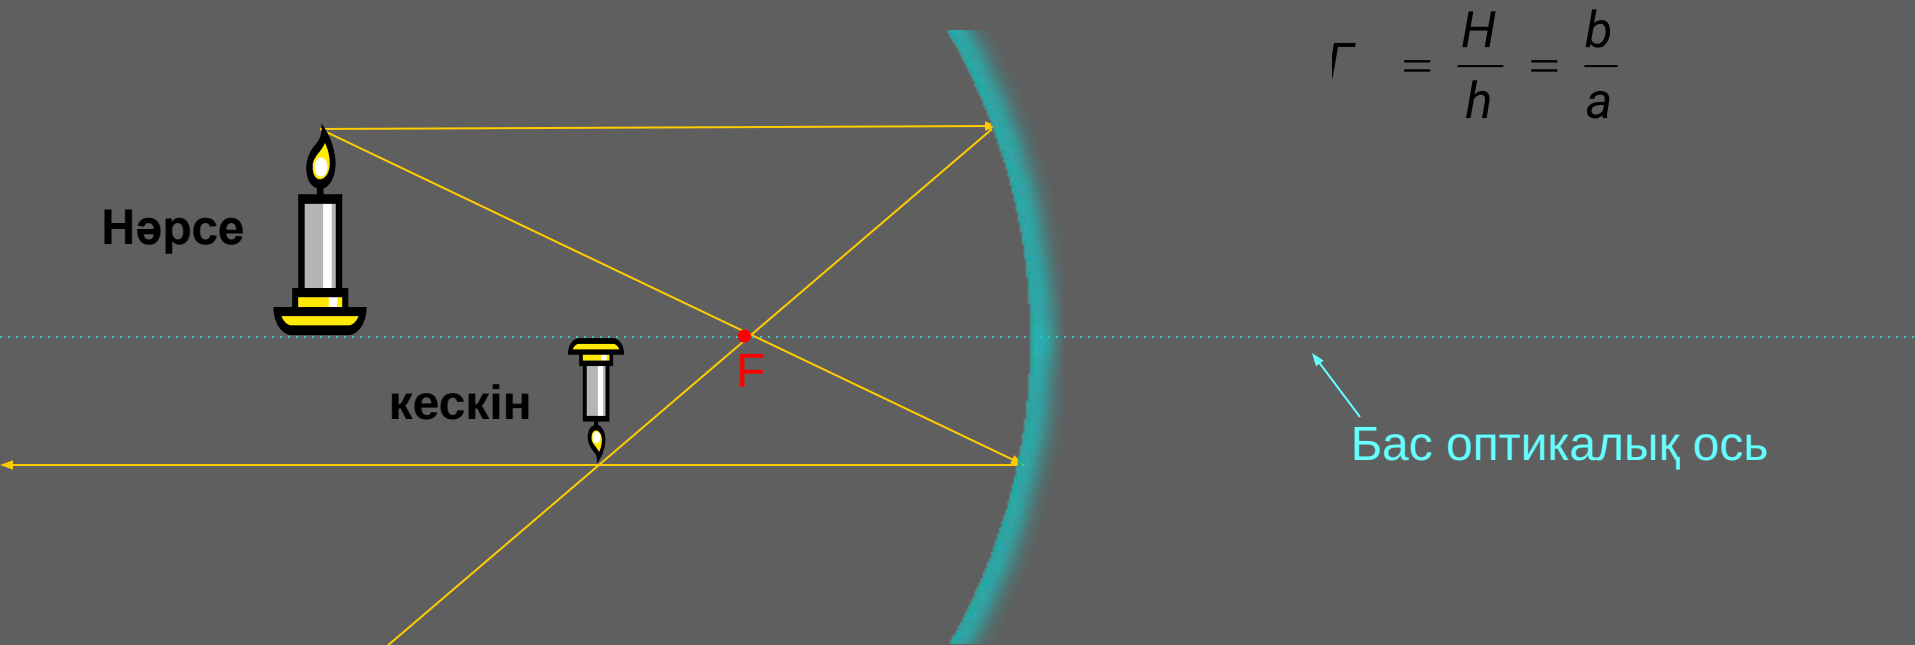 Г = H/h = b/a
Нәрсе
F
кескін
Бас оптикалық ось